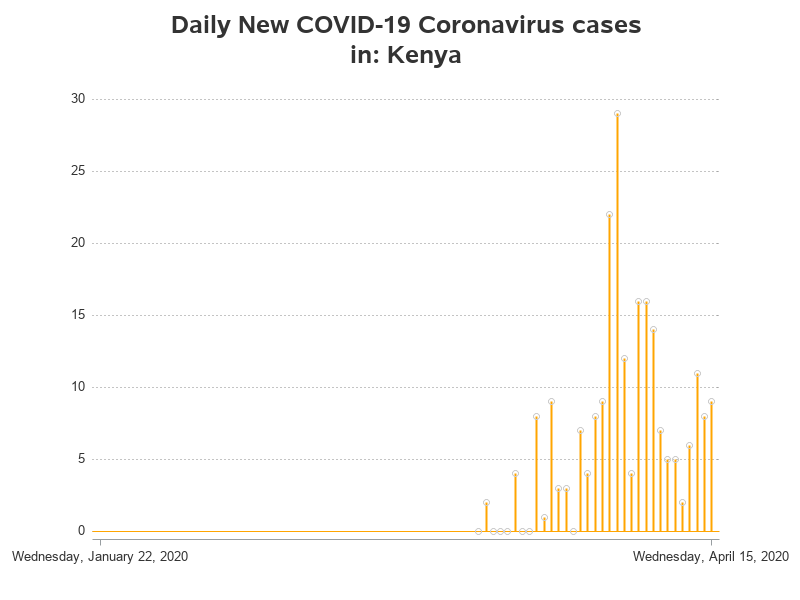 Daily New COVID-19 Coronavirus cases
in: Kenya
30
25
20
15
10
5
0
Wednesday, January 22, 2020
Wednesday, April 15, 2020